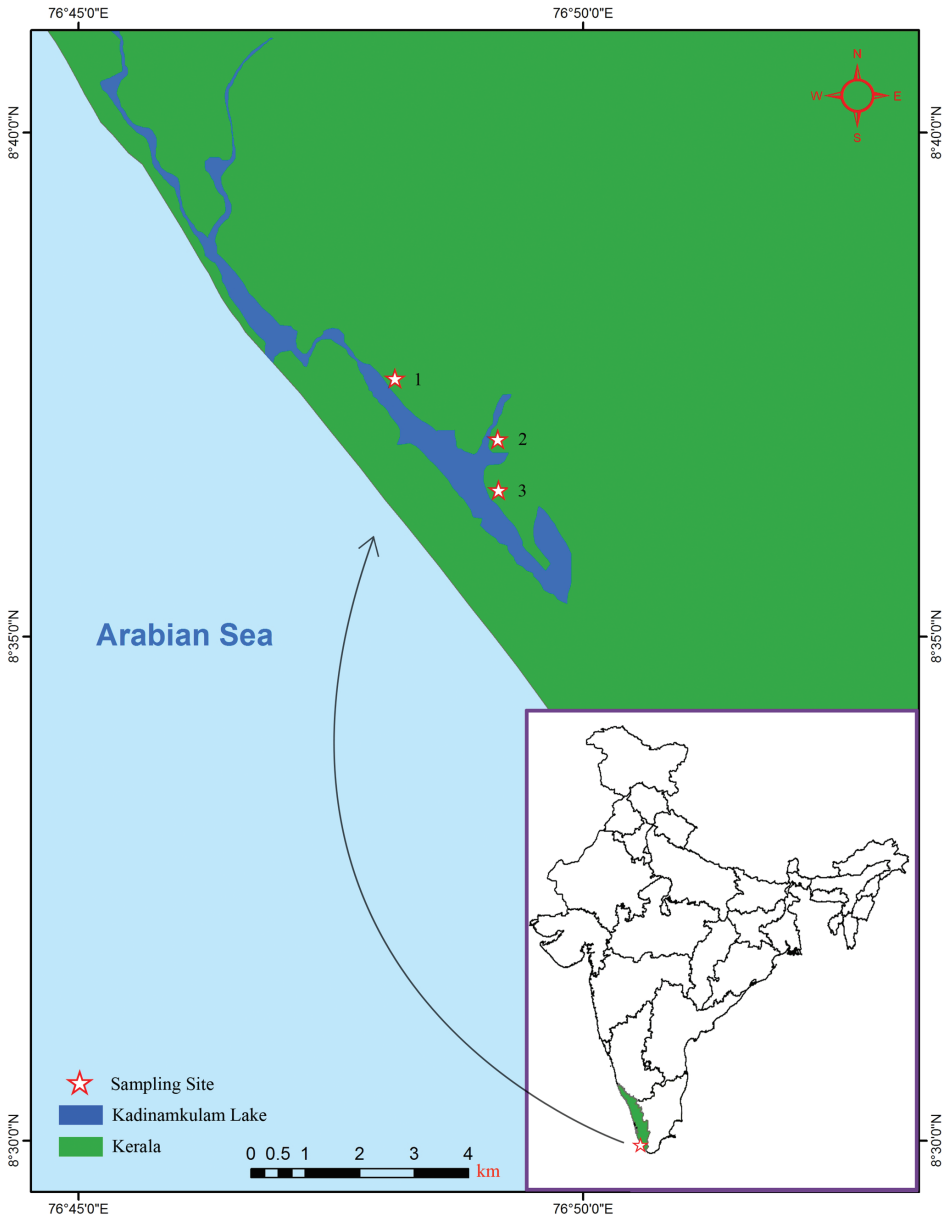 76°45'0"E 76°50'0"E
N
W E
S
8°40'0"N 8°40'0"N
1
2
3
8°35'0"N 8°35'0"N
Arabian Sea
Sampling Site
Kadinamkulam Lake
Kerala
8°30'0"N 8°30'0"N
0 0.5 1 2 3 4
km
76°45'0"E 76°50'0"E